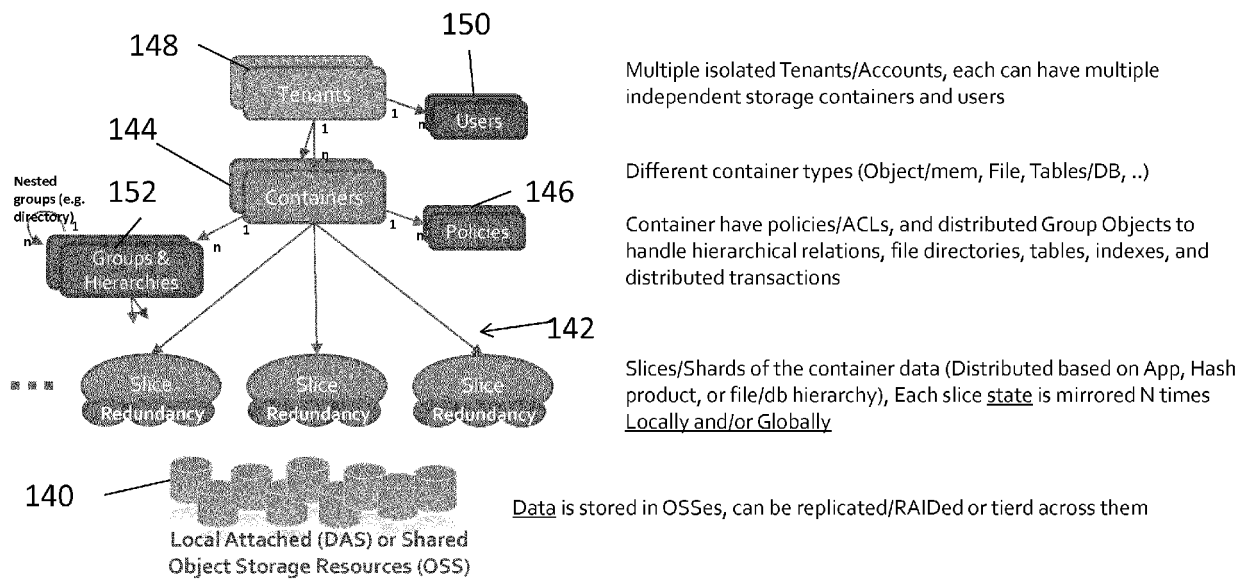 148
150
Tenants
1
1
n
Users
Multiple isolated Tenants/Accounts, each can have multiple
independent storage containers and users
144
n
Containers
146
Different container types (Object/mem, File, Tables/DB, ..)
Nested
groups (e.g.
directory)
152
1
n
n
1
1
n
Policies
Groups &
Hierarchies
Container have policies/ACLs, and distributed Group Objects to
handle hierarchical relations, file directories, tables, indexes, and
distributed transactions
142
Slice
Redundancy
Slice
Redundancy
Slice
Redundancy
Slices/Shards of the container data (Distributed based on App, Hash
product, or file/db hierarchy), Each slice state is mirrored N times
Locally and/or Globally
140
Data is stored in OSSes, can be replicated/RAIDed or tierd across them
Local Attached (DAS) or Shared
Object Storage Resources (OSS)